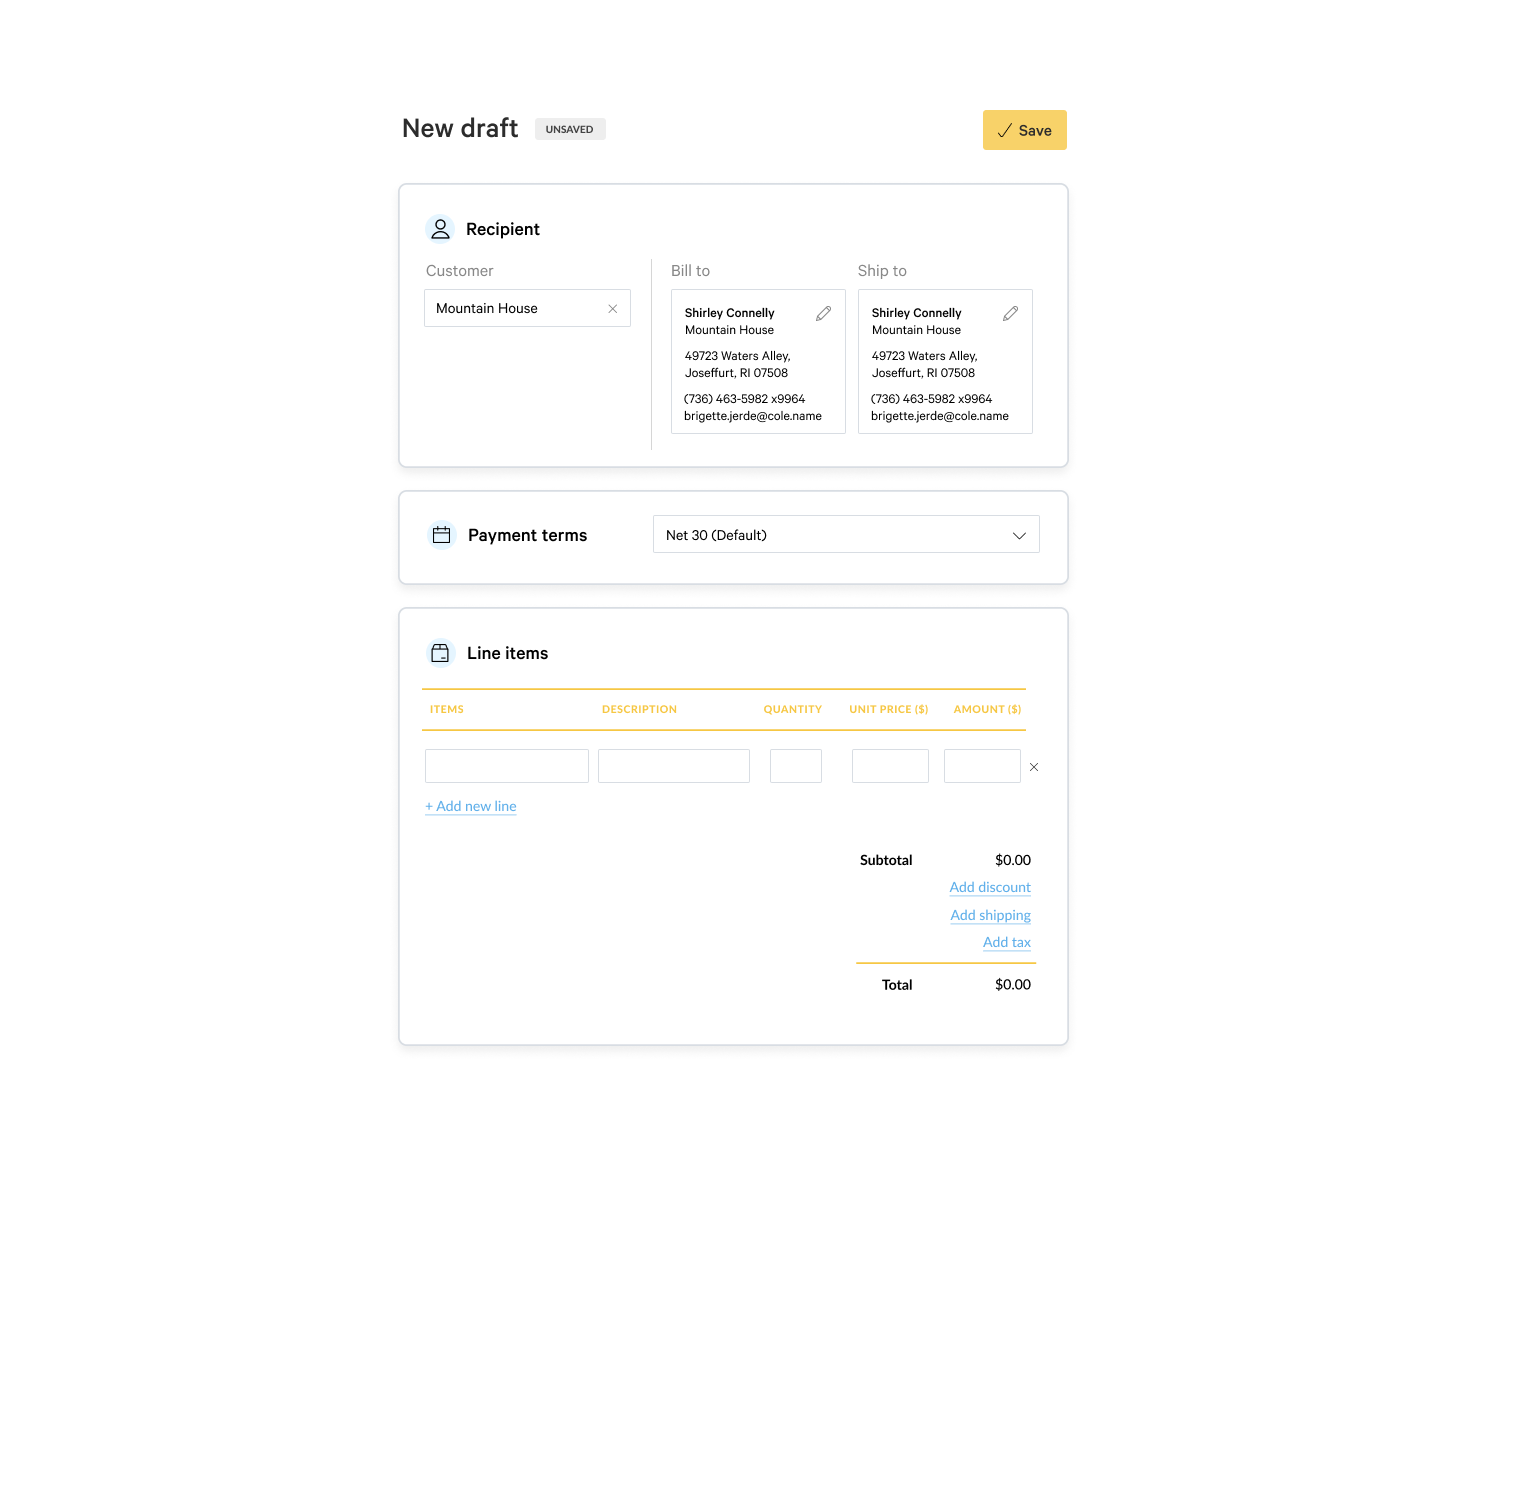 New draft UNSAVED
Save
Recipient
Customer
Mountain House
Bill to
Shirley Connelly
Mountain House
49723 Waters Alley,
Joseffurt, RI 07508
(736) 463-5982 x9964
brigette.jerde@cole.name
Ship to
Shirley Connelly
Mountain House
49723 Waters Alley,
Joseffurt, RI 07508
(736) 463-5982 x9964
brigette.jerde@cole.name
Payment terms
Net 30 (Default)
Line items
ITEMS DESCRIPTION QUANTITY UNIT PRICE ($) AMOUNT ($)
+ Add new line
Subtotal $0.00
Add discount
Add shipping
Add tax
Total $0.00